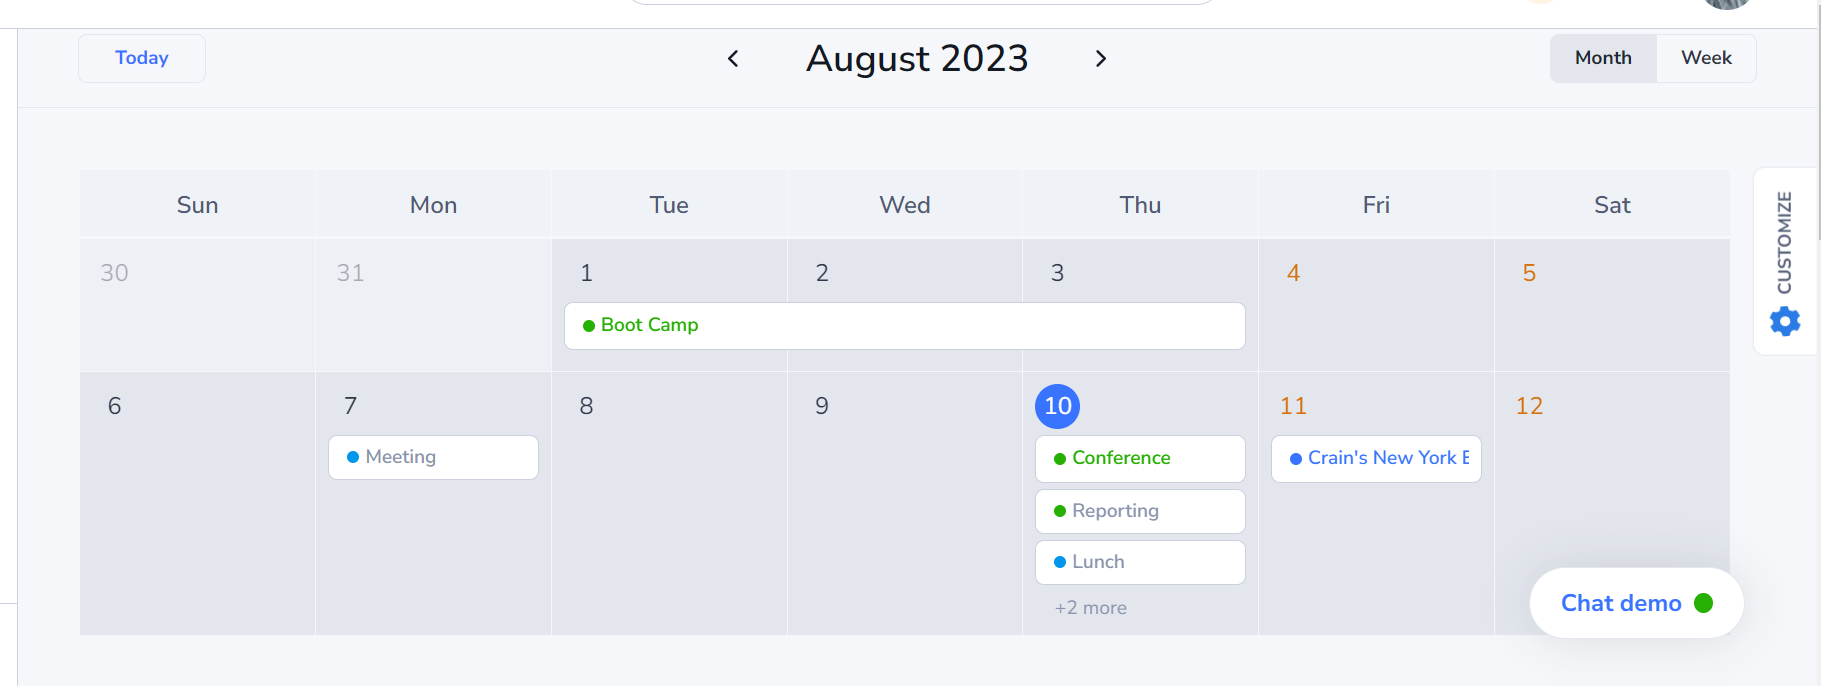 Today
August 2023
Month Week
Sun Mon Tue Wed Thu Fri Sat
CUSTOMIZE
30 31 1 2 3 4 5
Boot Camp
6 7 8 9 10 11 12
Meeting
Conference
Crain's New York
Reporting
Lunch
+2 more
Chat demo